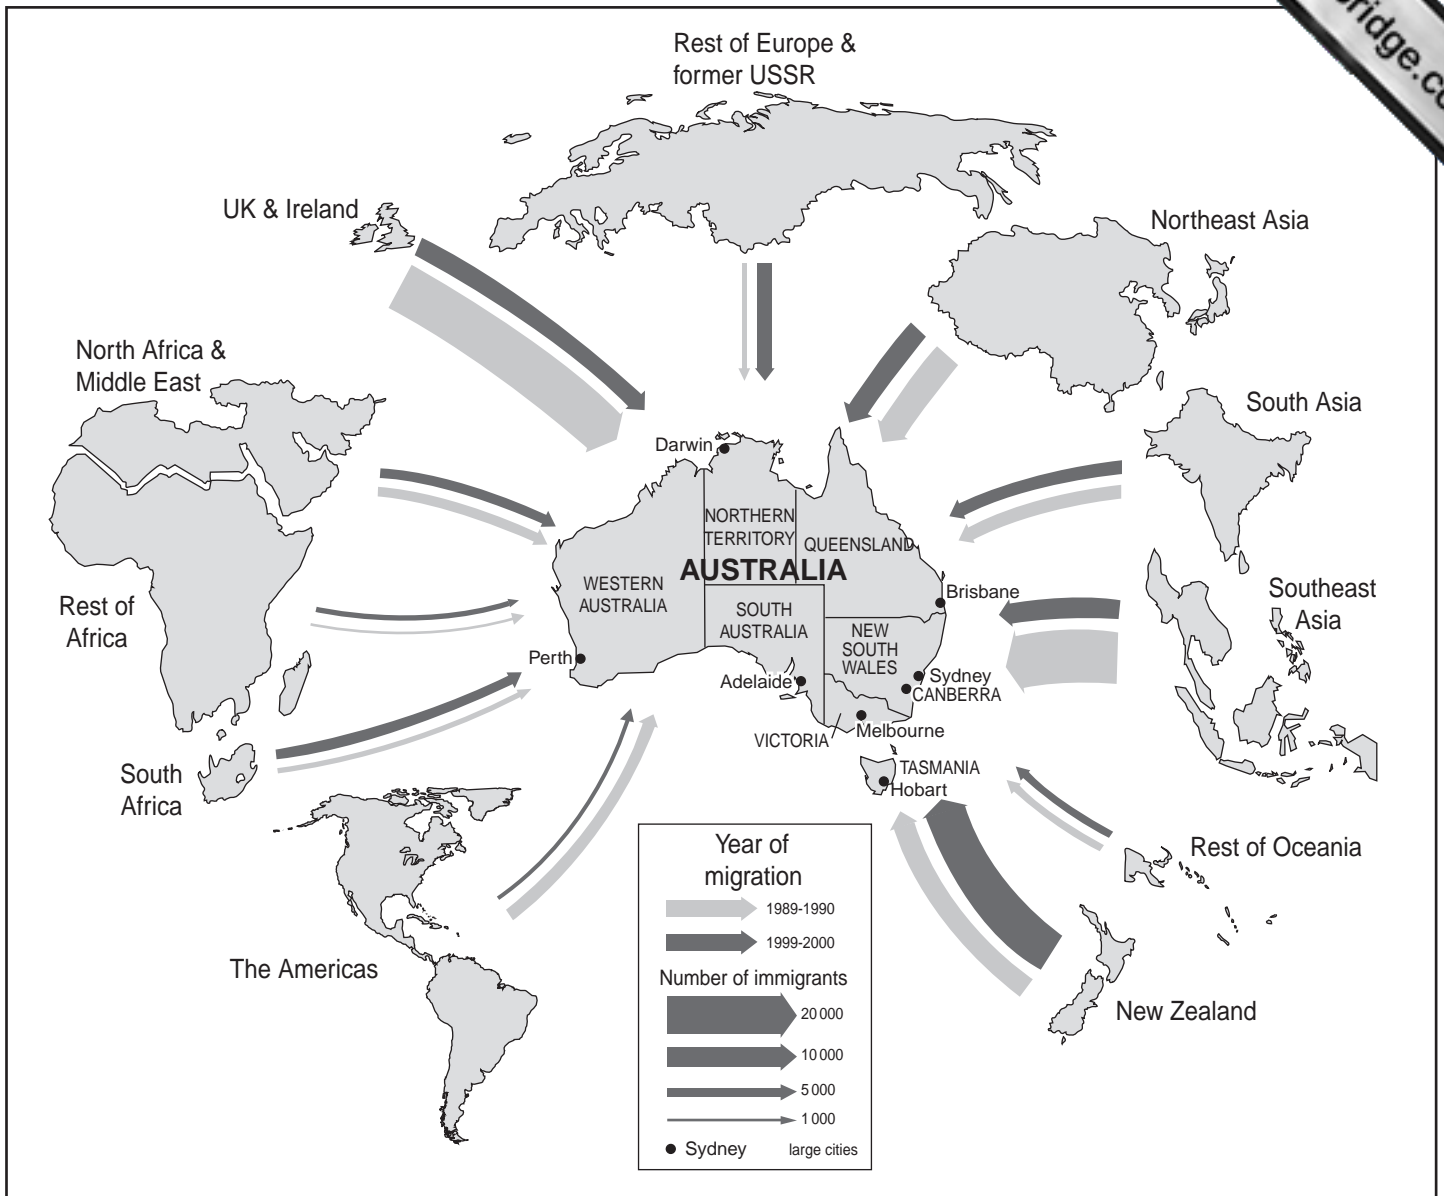 Rest of Europe &
former USSR
UK & Ireland
Northeast Asia
North Africa &
Middle East
South Asia
Darwin
NORTHERN
TERRITORY
QUEENSLAND
AUSTRALIA
WESTERN
AUSTRALIA
Brisbane
Southeast
Asia
Rest of
Africa
SOUTH
AUSTRALIA
NEW
SOUTH
WALES
Perth
Adelaide
Sydney
CANBERRA
VICTORIA
Melbourne
South
Africa
TASMANIA
Hobart
Rest of Oceania
The Americas
New Zealand
Year of
migration
1989-1990
1999-2000
Number of immigrants
20 000
10 000
5 000
1 000
Sydney large cities